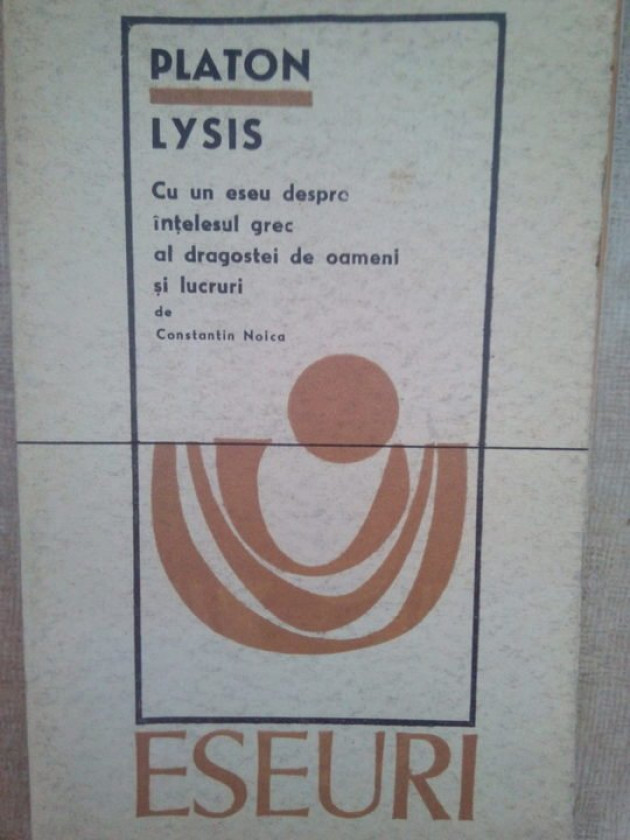 PLATON
LYSIS
Cu un eseu despre
înțelesul grec
al dragostei de oameni
și lucruri
de
Constantin Noica
ESEURI